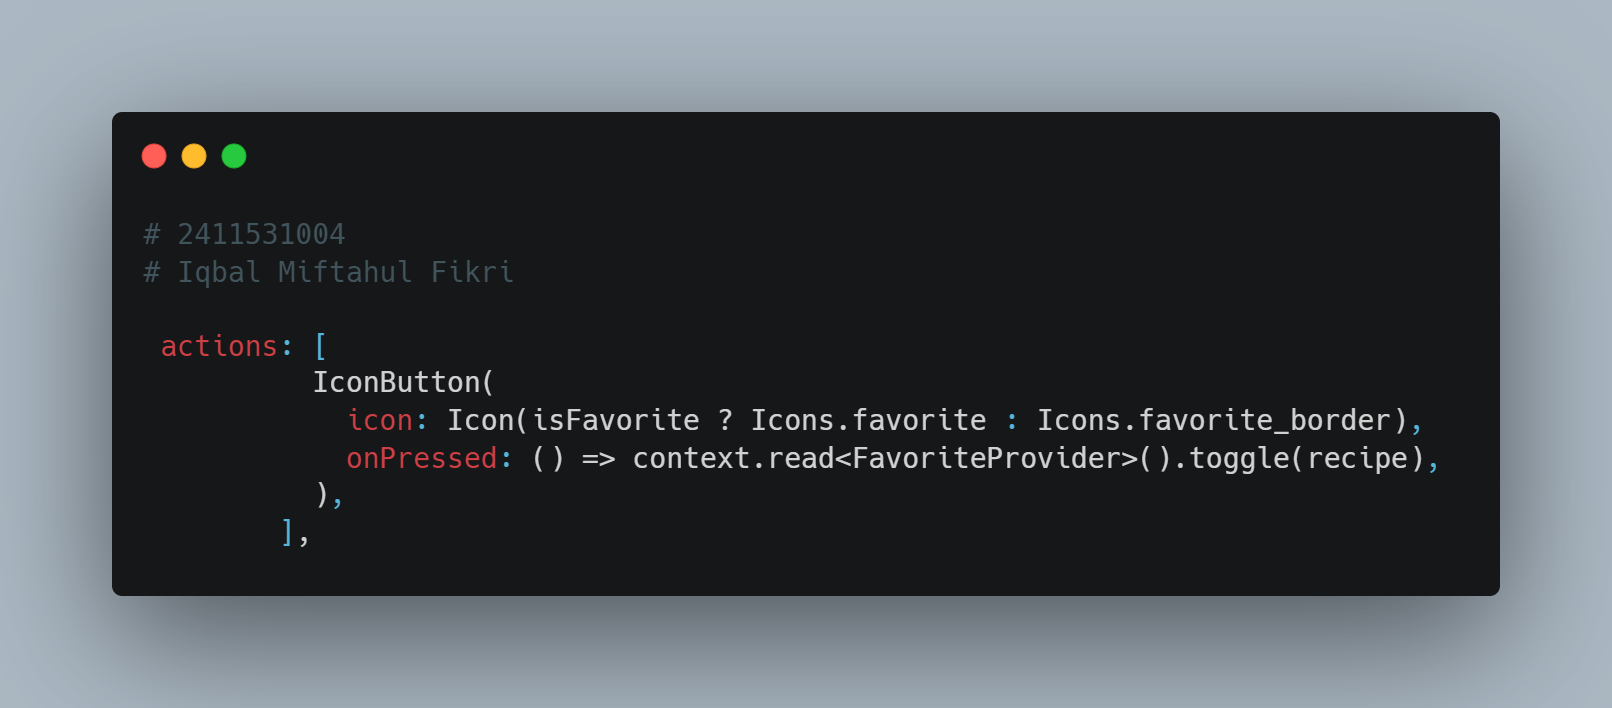 # 2411531004
# Iqbal Miftahul Fikri
actions: [
IconButton(
icon: Icon(isFavorite ? Icons.favorite : Icons.favorite_border),
onPressed: () => context.read<FavoriteProvider>().toggle(recipe),
),
],